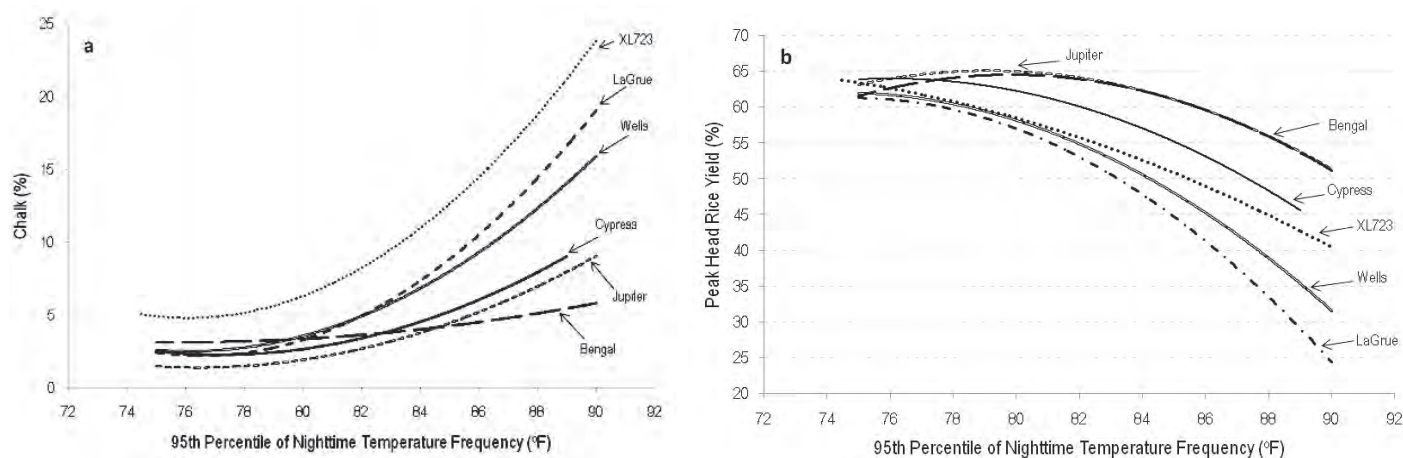 a
25
20
15
10
5
0
Chalk (%)
XL723
LaGrue
Wells
Cypress
Jupiter
Bengal
72 74 76 78 80 82 84 86 88 90 92
95th Percentile of Nighttime Temperature Frequency (ºF)
b
70
65
60
55
50
45
40
35
30
25
20
Peak Head Rice Yield (%)
Jupiter
Bengal
Cypress
XL723
Wells
LaGrue
72 74 76 78 80 82 84 86 88 90 92
95th Percentile of Nighttime Temperature Frequency (ºF)